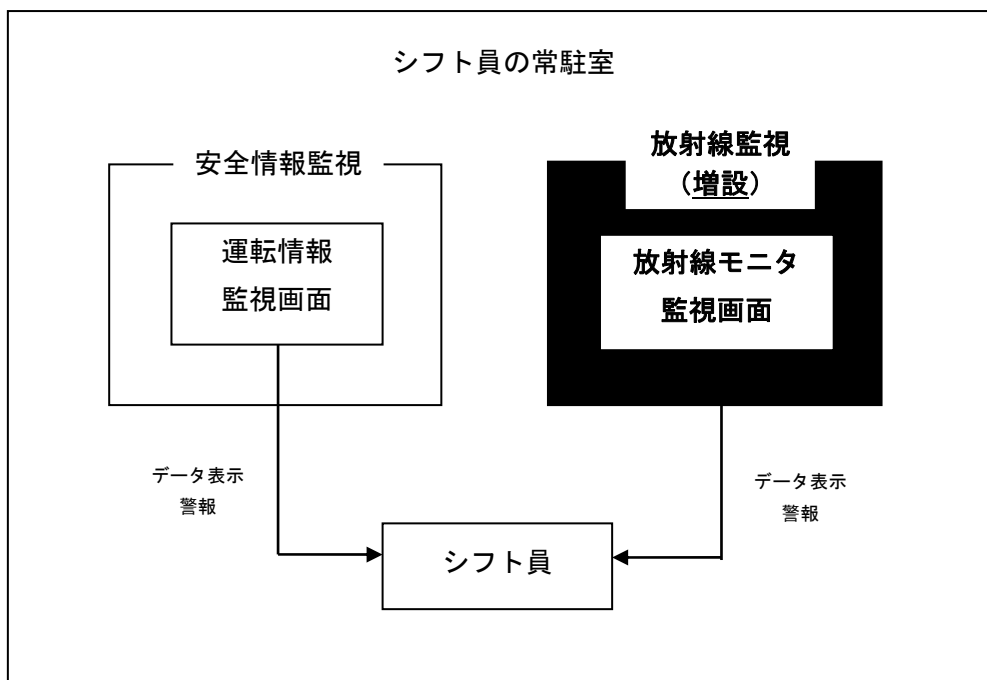 シフト員の常駐室
安全情報監視
運転情報
監視画面
放射線監視
（増設）
放射線モニタ
監視画面
データ表示
警報
データ表示
警報
シフト員